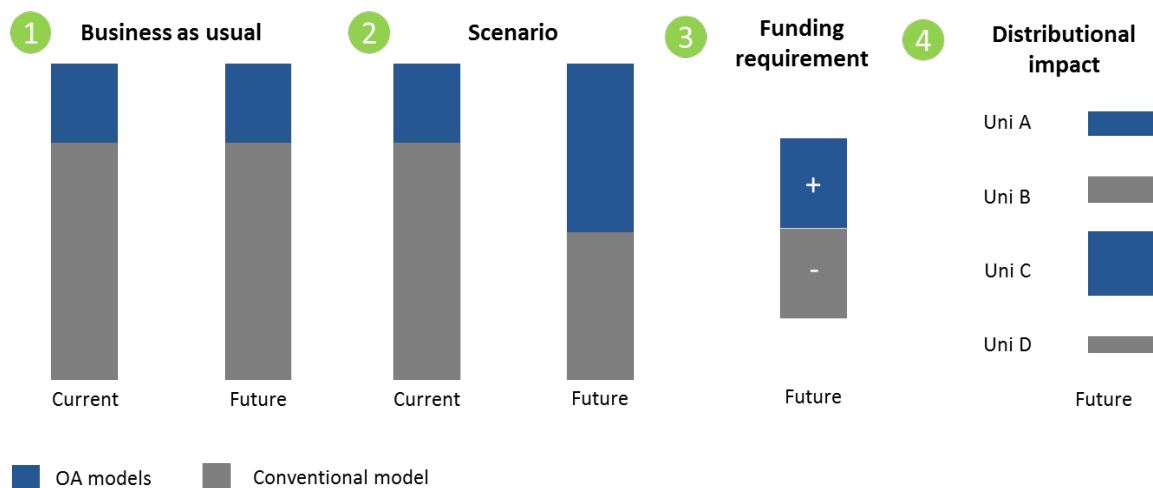 1 Business as usual
Current
Future
2 Scenario
Current
Future
3 Funding
requirement
+
-
Future
4 Distributional
impact
Uni A
Uni B
Uni C
Uni D
Future
OA models
Conventional model